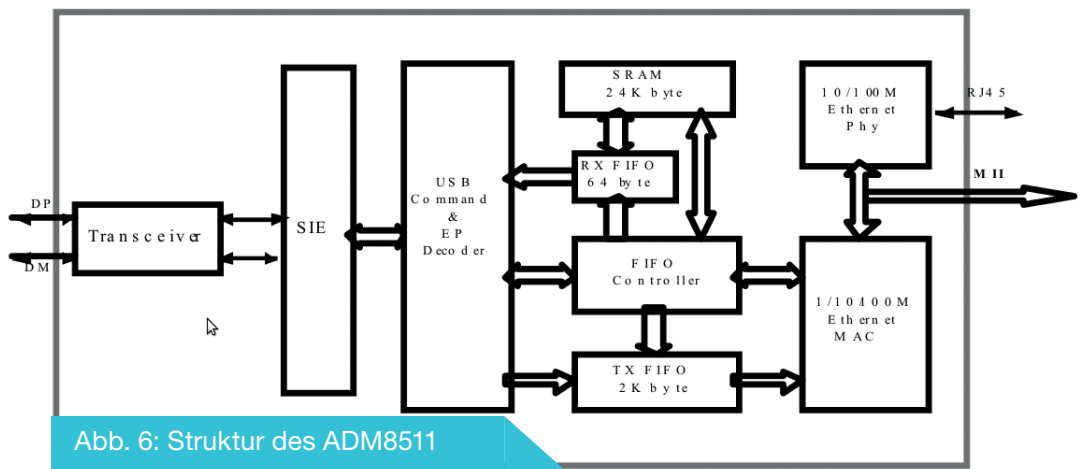 SRAM
24K byte
10/100M
Ethernet
Phy
RJ45
RX FIFO
64 byte
MII
USB
Command
&
EP
Decoder
DP
Transceiver
DM
SIE
FIFO
Controller
1/10/100M
Ethernet
MAC
TX FIFO
2K byte
Abb. 6: Struktur des ADM8511